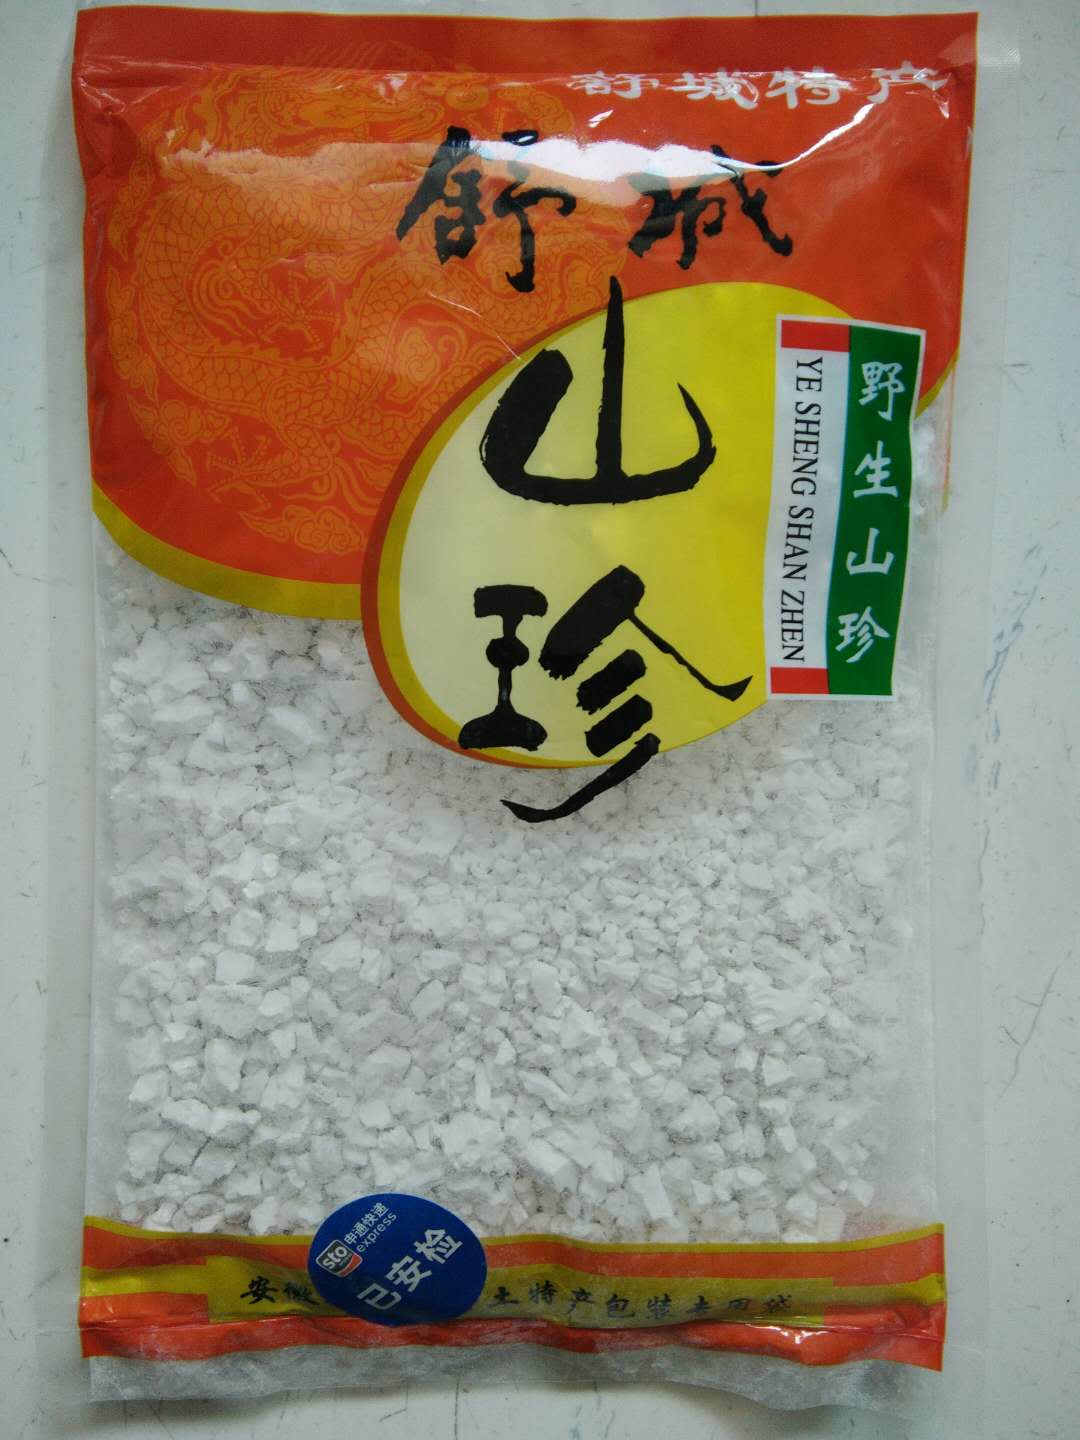 舒城特产
舒城
山珍
野生山珍
YE SHENG SHAN ZHEN
sto
申通快递
express
已安检
安徽
土特产包装专用袋